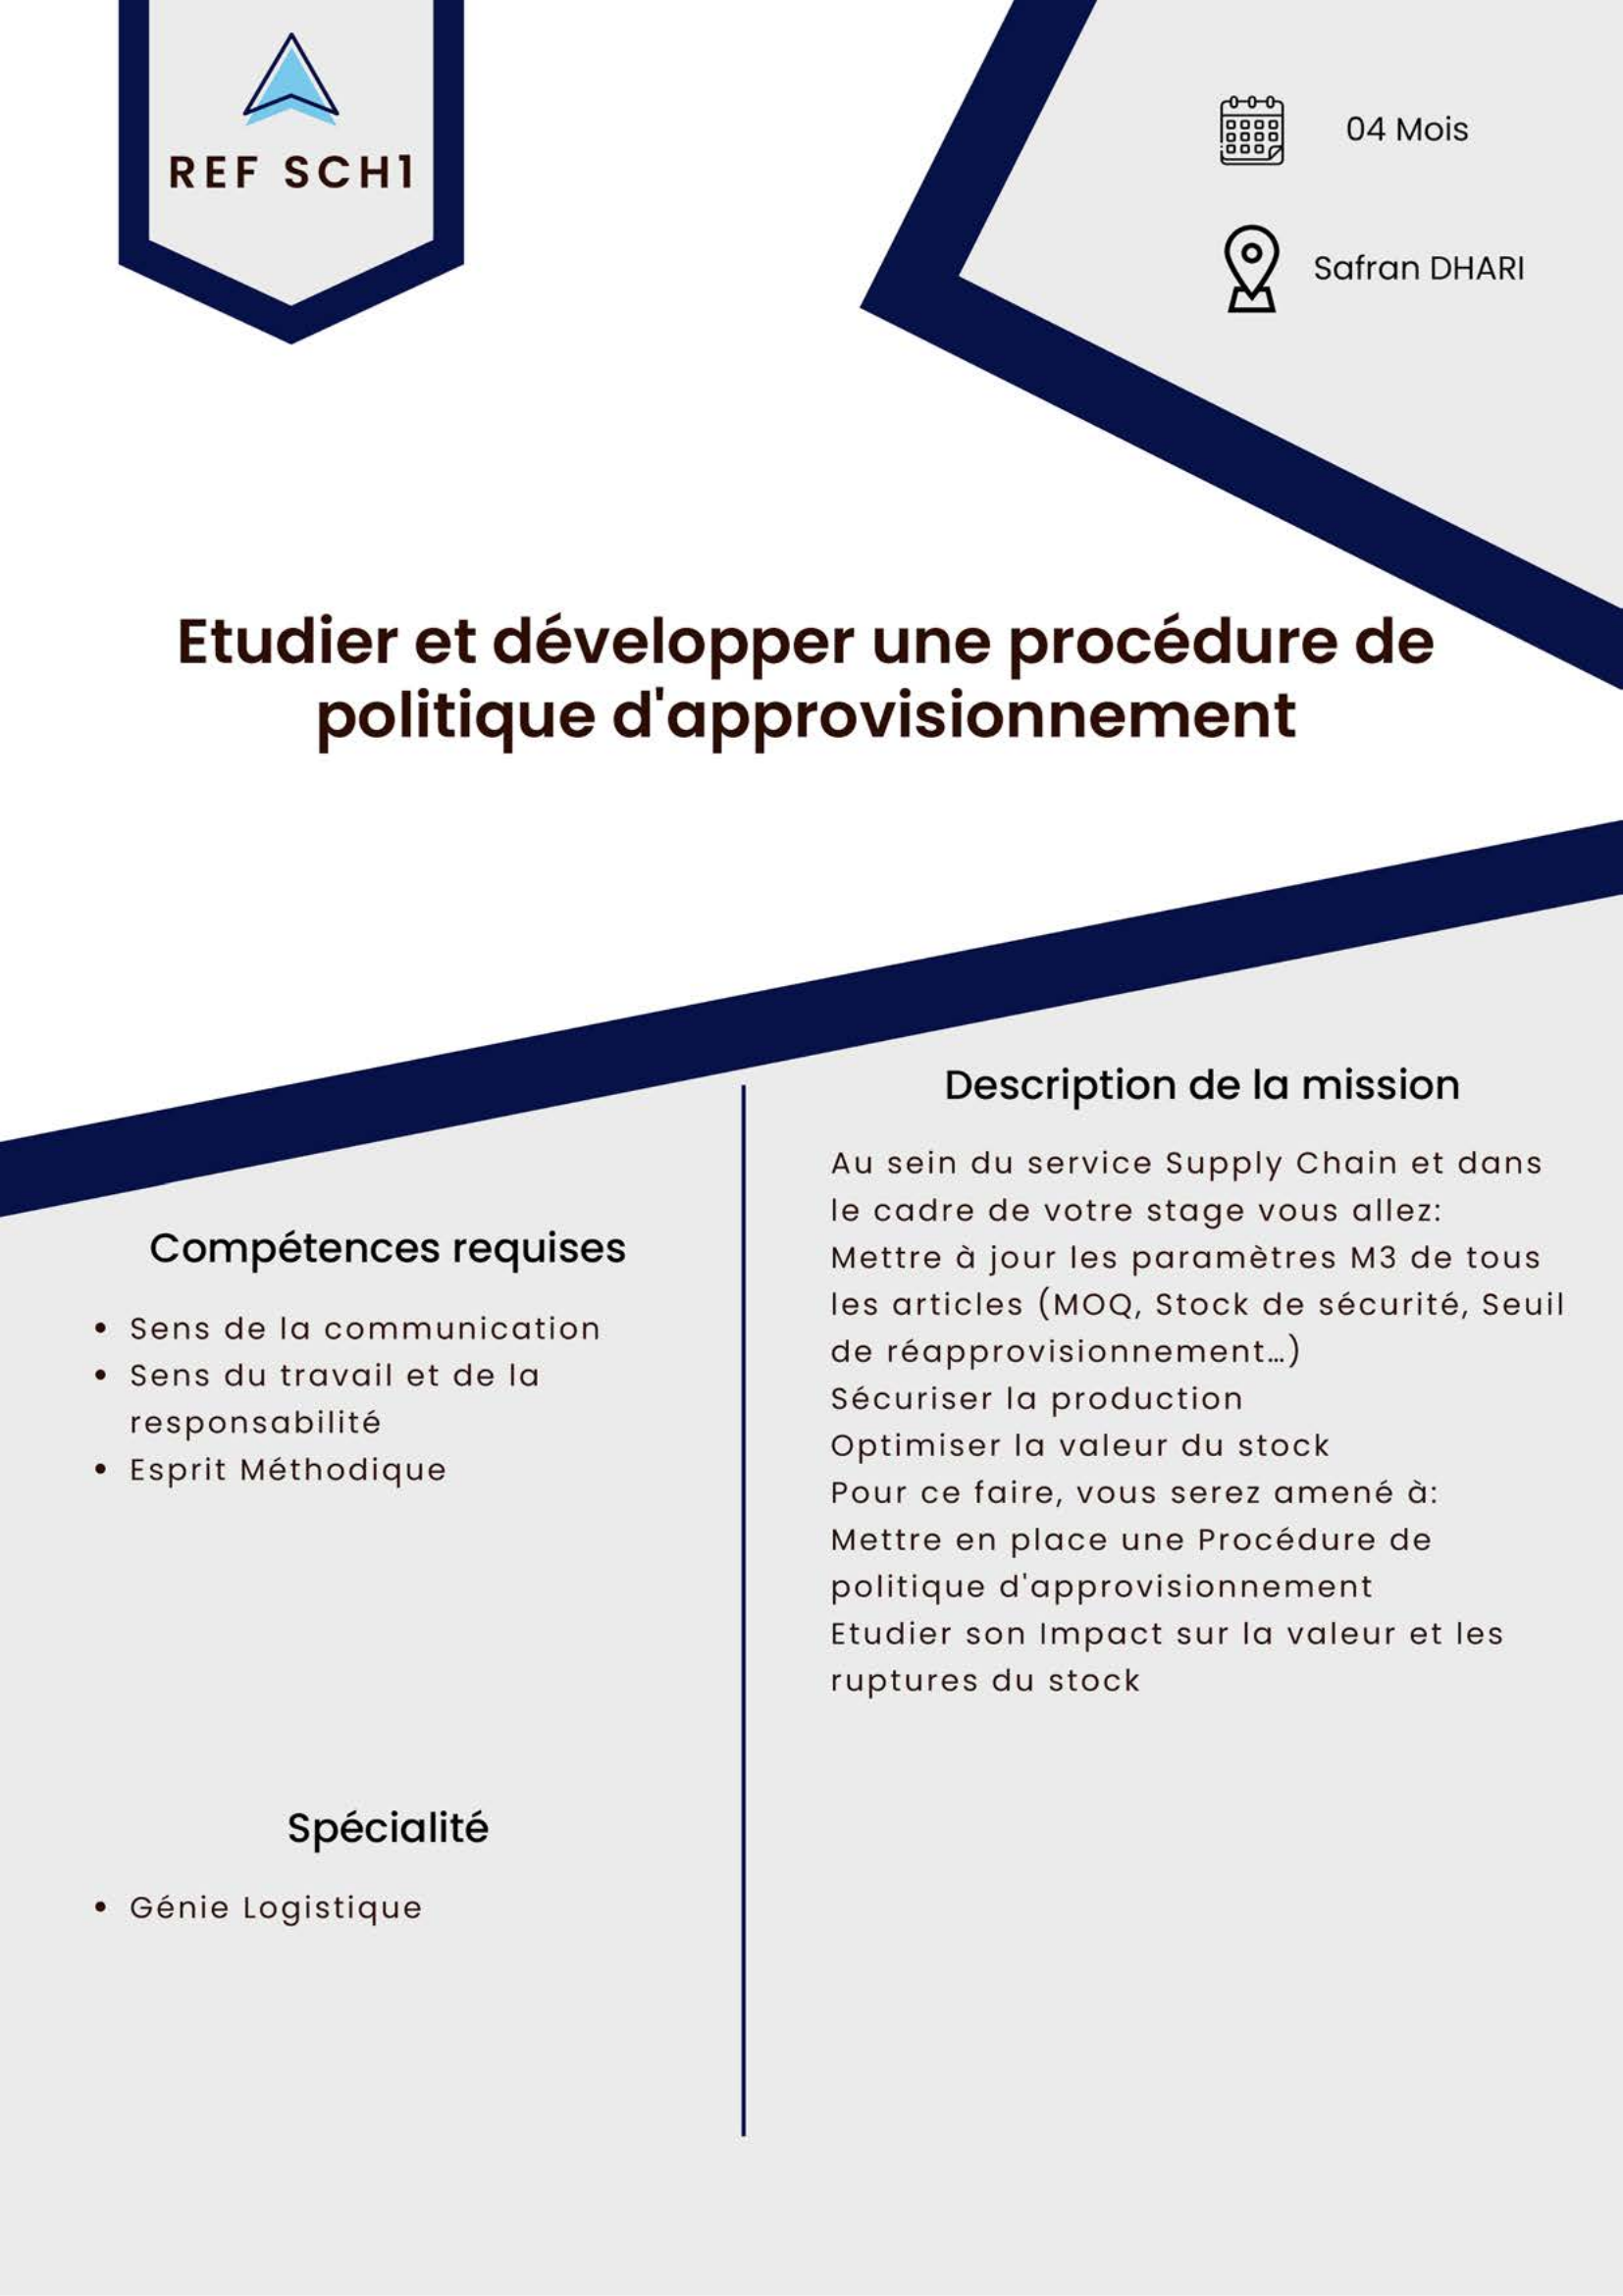 REF SCH1
04 Mois
Safran DHARI
Etudier et développer une procédure de
politique d'approvisionnement
Compétences requises
• Sens de la communication
• Sens du travail et de la
responsabilité
• Esprit Méthodique
Spécialité
• Génie Logistique
Description de la mission
Au sein du service Supply Chain et dans
le cadre de votre stage vous allez:
Mettre à jour les paramètres M3 de tous
les articles (MOQ, Stock de sécurité, Seuil
de réapprovisionnement...)
Sécuriser la production
Optimiser la valeur du stock
Pour ce faire, vous serez amené à:
Mettre en place une Procédure de
politique d'approvisionnement
Etudier son Impact sur la valeur et les
ruptures du stock